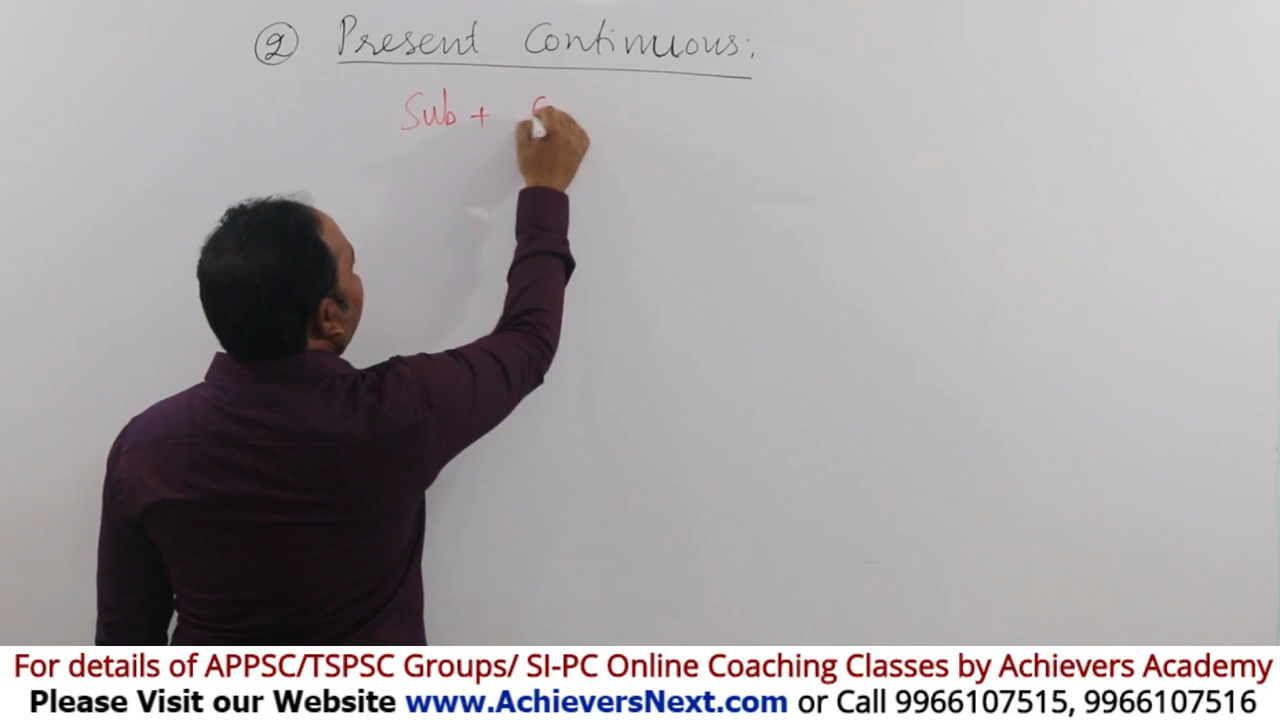 ② Present Continuous:
Sub +
For details of APPSC/TSPSC Groups/ SI-PC Online Coaching Classes by Achievers Academy
Please Visit our Website www.AchieversNext.com or Call 9966107515, 9966107516